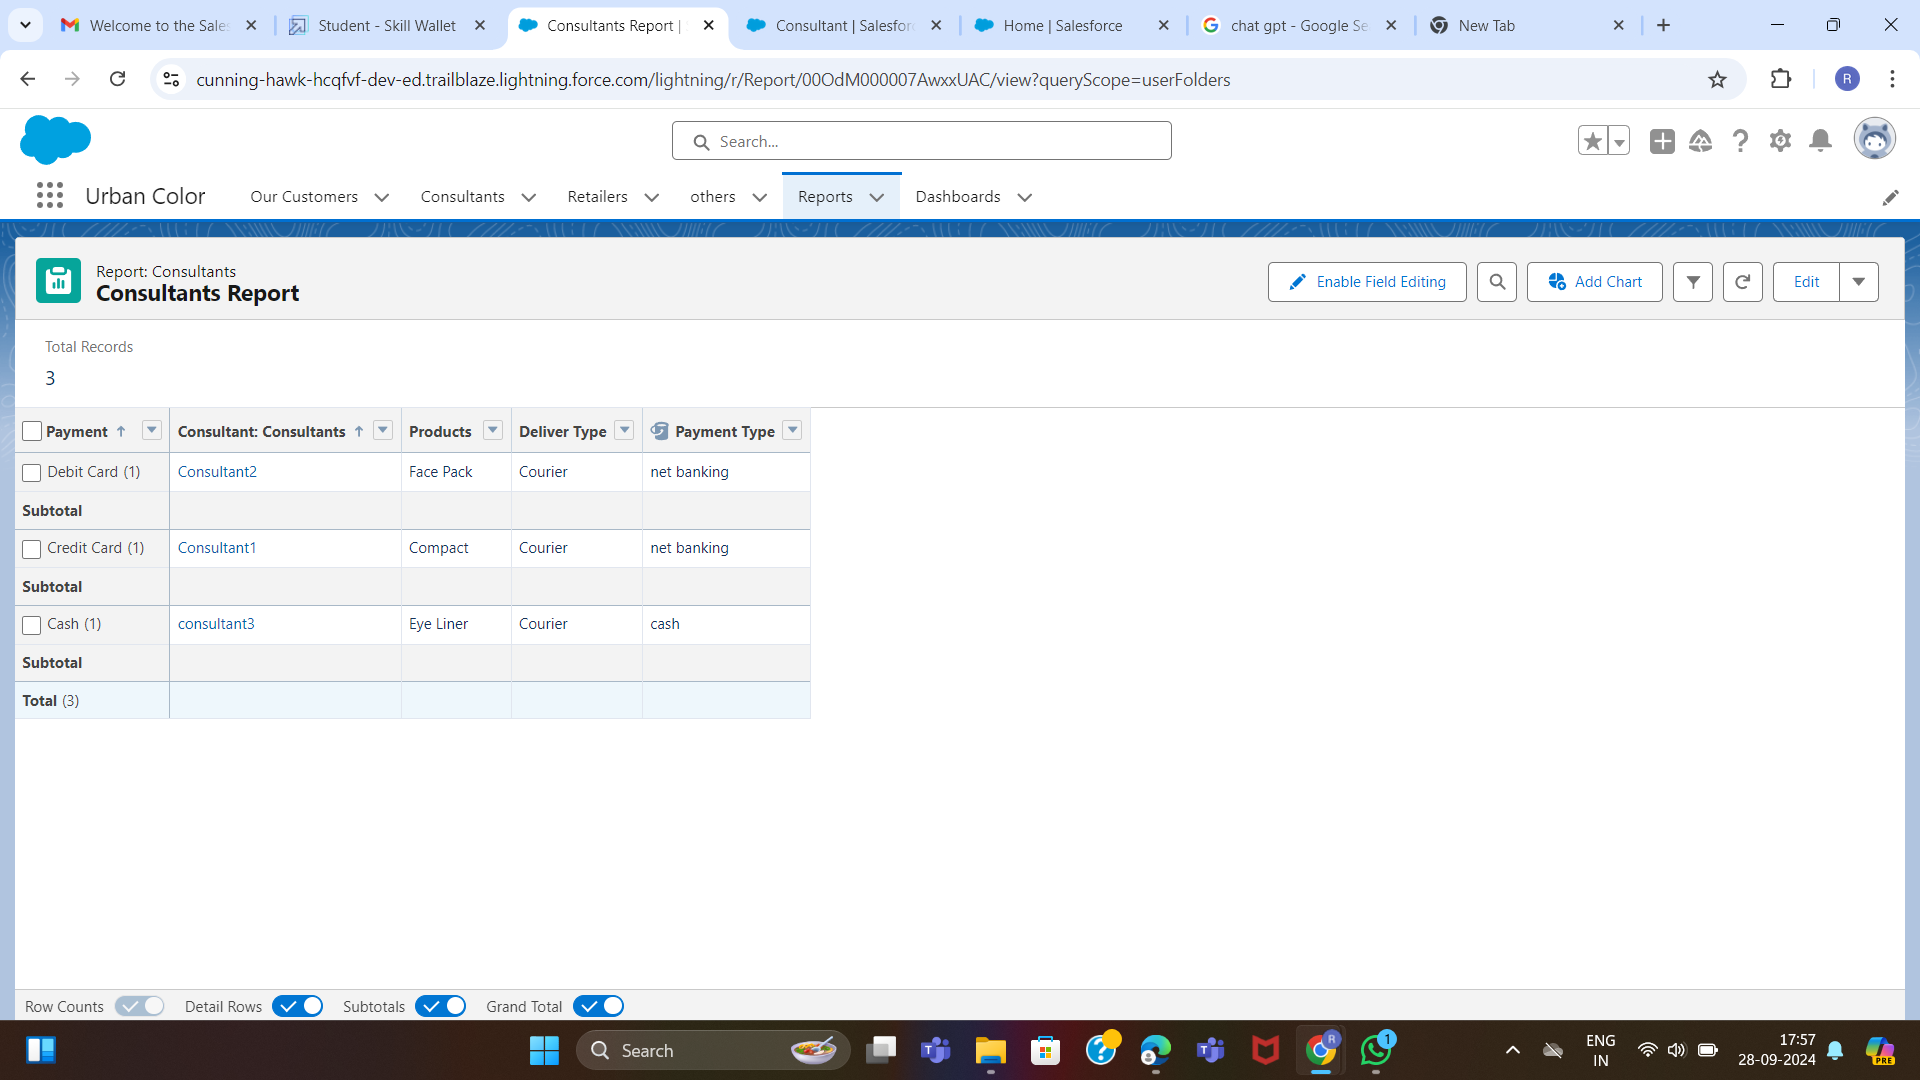 Welcome to the Sales
Student - Skill Wallet
Consultants Report |
Consultant | Salesforc
Home | Salesforce
chat gpt - Google Se
New Tab
cunning-hawk-hcqfvf-dev-ed.trailblaze.lightning.force.com/lightning/r/Report/00OdM000007AwxxUAC/view?queryScope=userFolders
R
Search...
Urban Color
Our Customers
Consultants
Retailers
others
Reports
Dashboards
Report: Consultants
Consultants Report
Enable Field Editing
Add Chart
Edit
Total Records
3
Payment ↑ Consultant: Consultants ↑ Products Deliver Type Payment Type
Debit Card (1) Consultant2 Face Pack Courier net banking
Subtotal
Credit Card (1) Consultant1 Compact Courier net banking
Subtotal
Cash (1) consultant3 Eye Liner Courier cash
Subtotal
Total (3)
Row Counts Detail Rows Subtotals Grand Total
Search
R
1
ENG
IN
17:57
28-09-2024
PRE